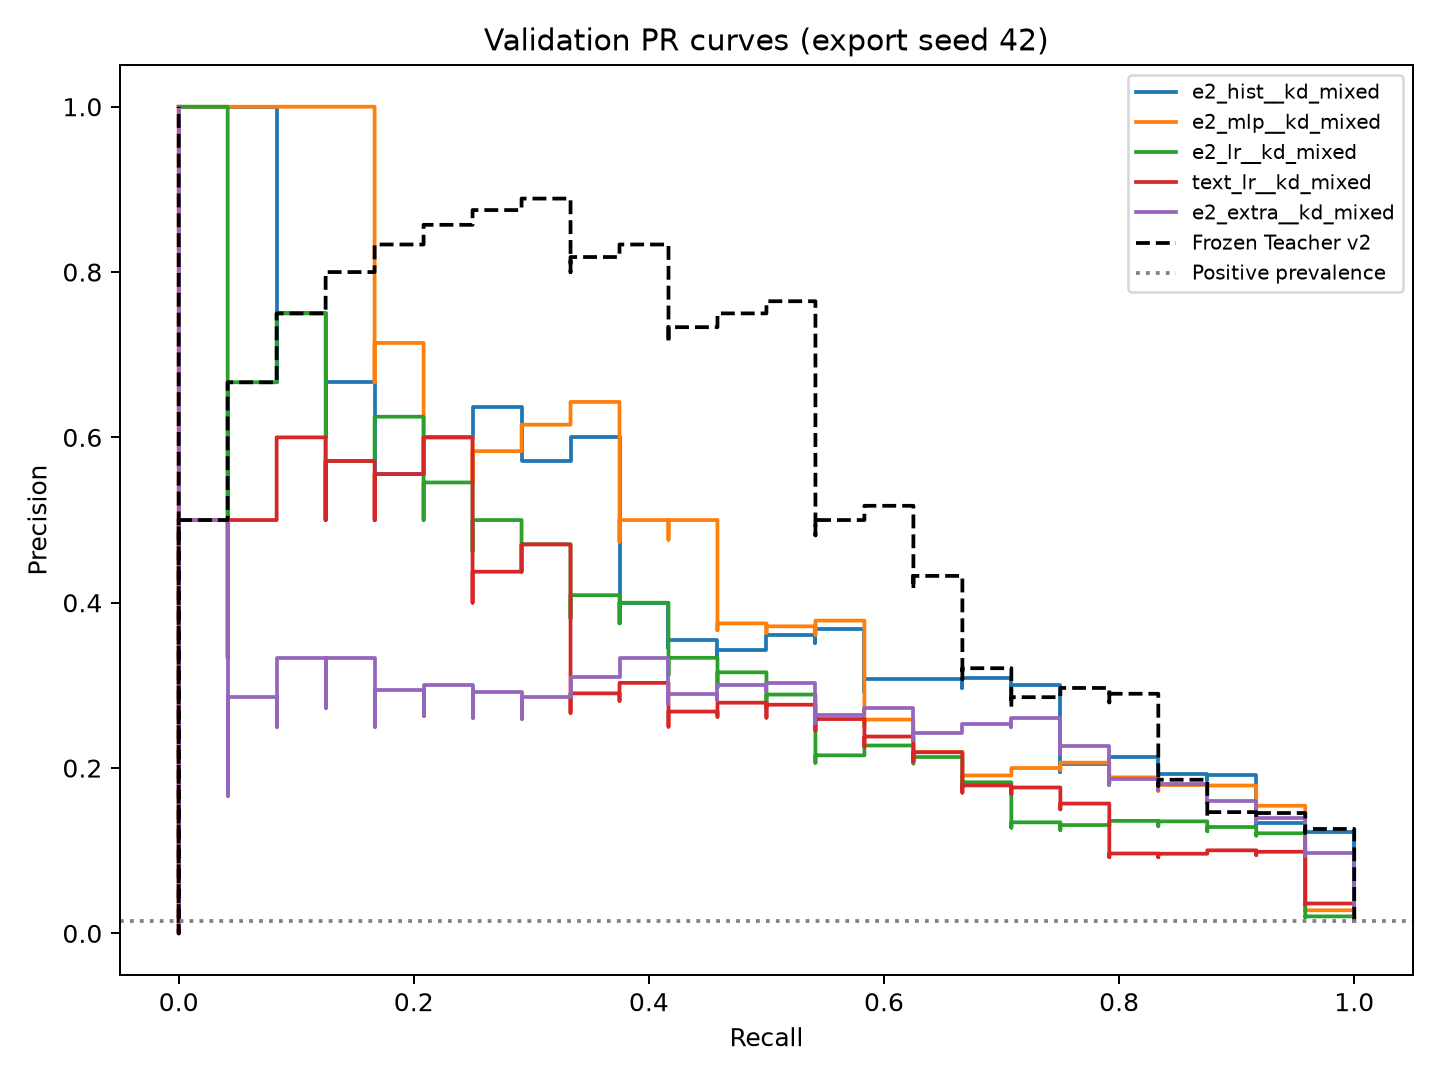 Validation PR curves (export seed 42)
e2_hist__kd_mixed
e2_mlp__kd_mixed
e2_lr__kd_mixed
text_lr__kd_mixed
e2_extra__kd_mixed
Frozen Teacher v2
Positive prevalence
1.0
0.8
0.6
0.4
0.2
0.0
Precision
0.0 0.2 0.4 0.6 0.8 1.0
Recall